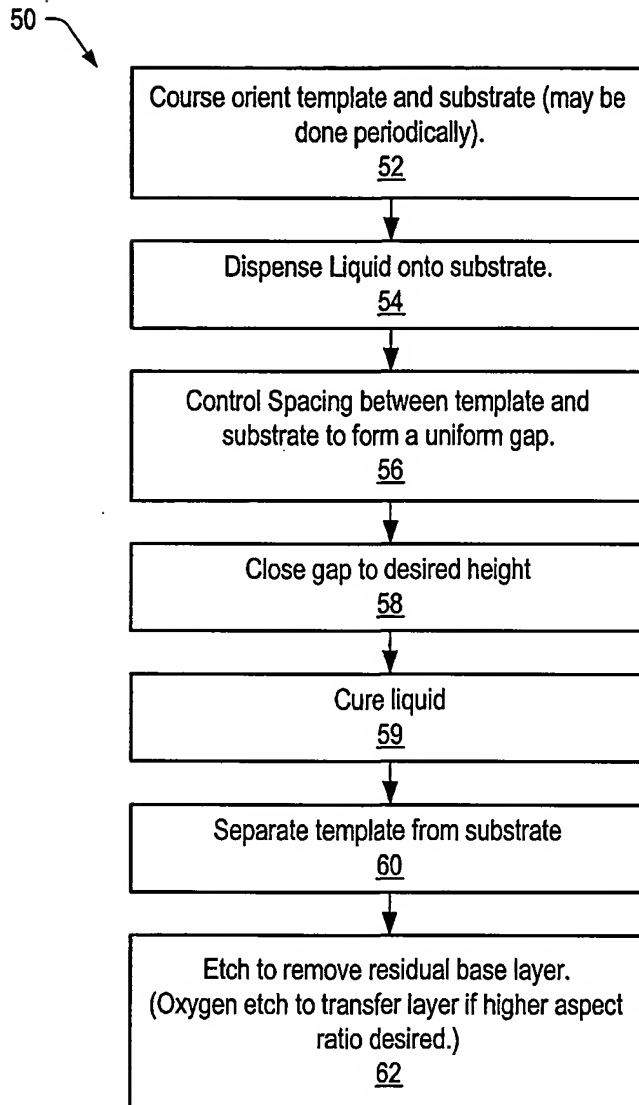 50
Course orient template and substrate (may be
done periodically).
52
Dispense Liquid onto substrate.
54
Control Spacing between template and
substrate to form a uniform gap.
56
Close gap to desired height
58
Cure liquid
59
Separate template from substrate
60
Etch to remove residual base layer.
(Oxygen etch to transfer layer if higher aspect
ratio desired.)
62